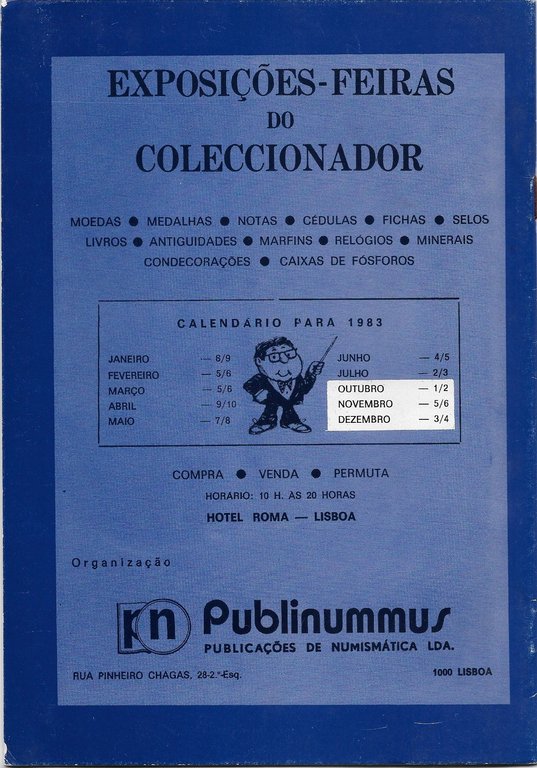 EXPOSIÇÕES-FEIRAS
DO
COLECCIONADOR
MOEDAS ● MEDALHAS ● NOTAS ● CÉDULAS ● FICHAS ● SELOS
LIVROS ● ANTIGUIDADES ● MARFINS ● RELÓGIOS ● MINERAIS
CONDECORAÇÕES ● CAIXAS DE FÓSFOROS
CALENDÁRIO PARA 1983
JANEIRO — 8/9
FEVEREIRO — 5/6
MARÇO — 5/6
ABRIL — 9/10
MAIO — 7/8
JUNHO — 4/5
JULHO — 2/3
OUTUBRO — 1/2
NOVEMBRO — 5/6
DEZEMBRO — 3/4
COMPRA ● VENDA ● PERMUTA
HORÁRIO: 10 H. ÀS 20 HORAS
HOTEL ROMA — LISBOA
Organização
pn Publinummus
PUBLICAÇÕES DE NUMISMÁTICA LDA.
RUA PINHEIRO CHAGAS, 28-2.º-Esq. 1000 LISBOA